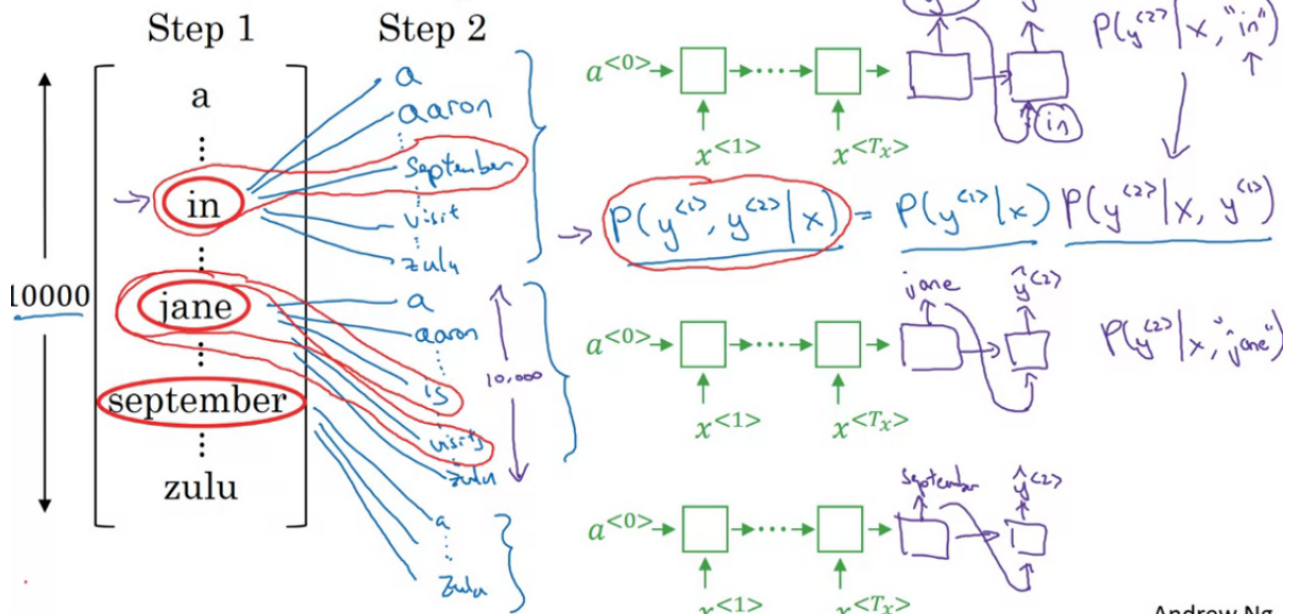 Step 1
Step 2
a
⋮
in
⋮
jane
⋮
september
⋮
zulu
10000
a
aaron
⋮
September
⋮
visit
⋮
zulu
a
aaron
⋮
is
⋮
visits
zulu
10,000
a
⋮
zulu
a<0>
x<1>
x<Tx>
in
P(y<2>|x, "in")
P(y<1>, y<2>|x) = P(y<1>|x) P(y<2>|x, y<1>)
jane
ŷ<2>
a<0>
x<1>
x<Tx>
P(y<2>|x, "jane")
September
ŷ<2>
a<0>
x<1>
x<Tx>
Andrew Ng